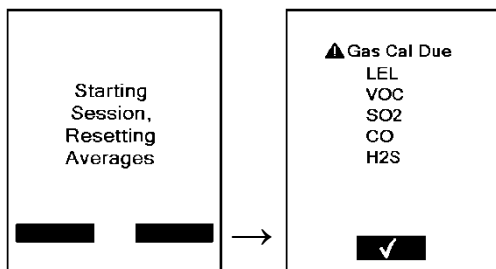 Starting
Session,
Resetting
Averages
Gas Cal Due
LEL
VOC
SO2
CO
H2S